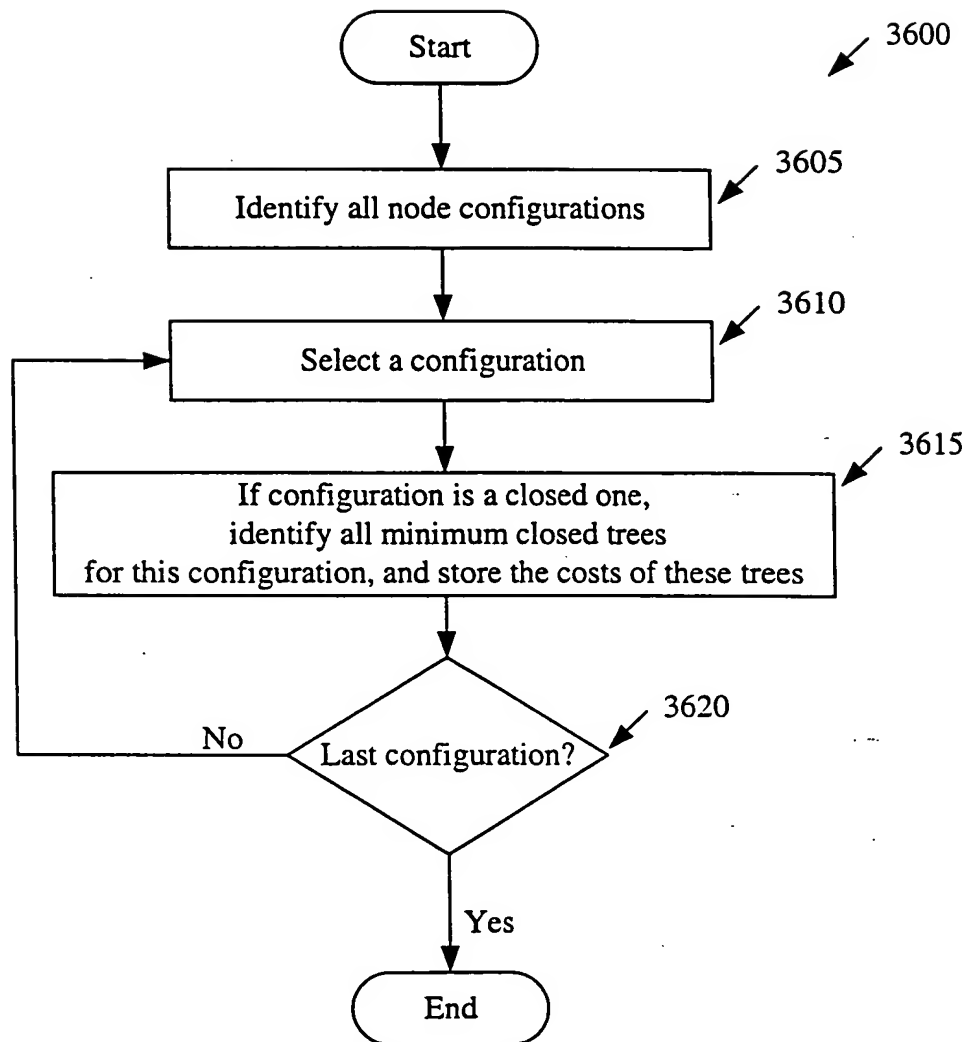 Start
3600
3605
Identify all node configurations
3610
Select a configuration
3615
If configuration is a closed one,
identify all minimum closed trees
for this configuration, and store the costs of these trees
3620
No
Last configuration?
Yes
End